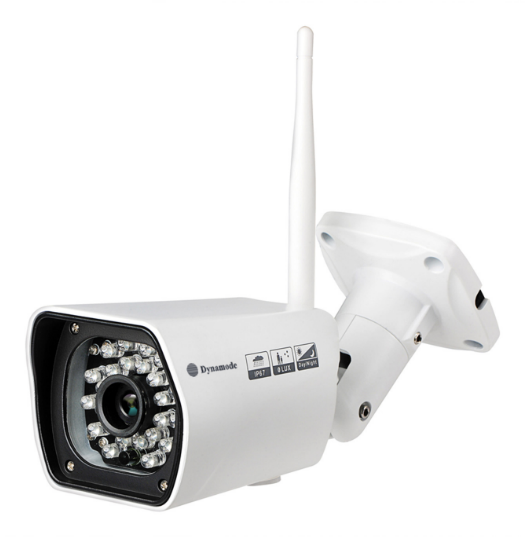 Dynamode
IP67
0 LUX
Day/Night